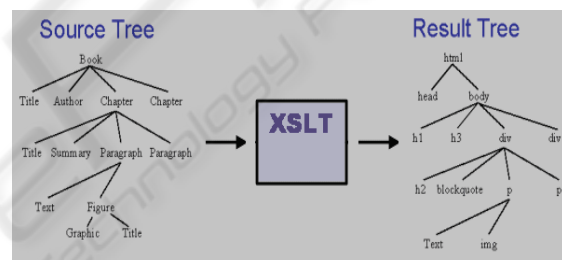 Source Tree
Result Tree
Book
html
Title Author Chapter Chapter
head body
XSLT
h1 h3 div div
Title Summary Paragraph Paragraph
h2 blockquote p p
Text Figure
Graphic Title
Text img
Technology